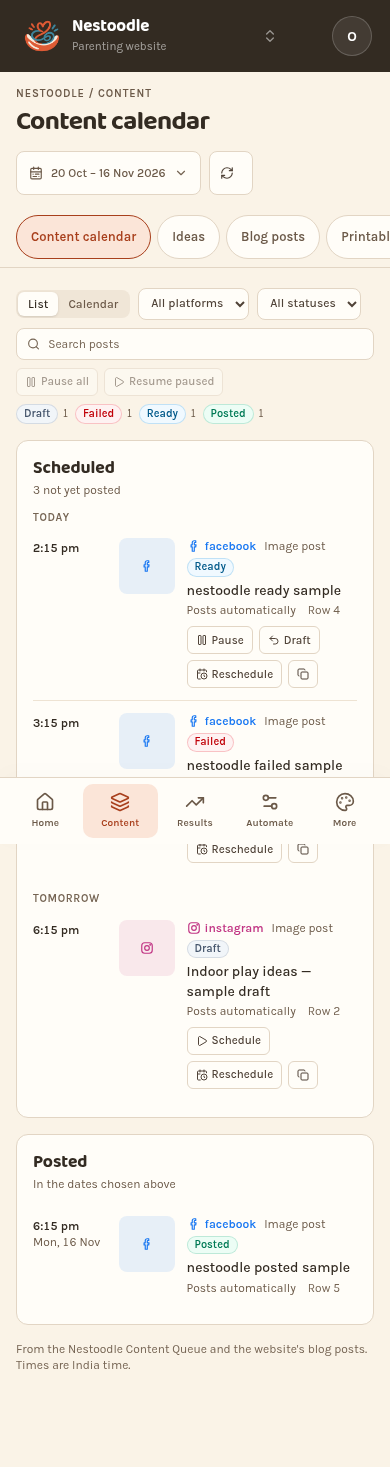 Nestoodle
Parenting website
O
NESTOODLE / CONTENT
Content calendar
20 Oct – 16 Nov 2026
Content calendar Ideas Blog posts Printabl
List Calendar All platforms All statuses
Search posts
Pause all Resume paused
Draft 1 Failed 1 Ready 1 Posted 1
Scheduled
3 not yet posted
TODAY
2:15 pm facebook Image post
Ready
nestoodle ready sample
Posts automatically Row 4
Pause Draft
Reschedule
3:15 pm facebook Image post
Failed
nestoodle failed sample
Home Content Results Automate More
Reschedule
TOMORROW
6:15 pm instagram Image post
Draft
Indoor play ideas —
sample draft
Posts automatically Row 2
Schedule
Reschedule
Posted
In the dates chosen above
6:15 pm facebook Image post
Mon, 16 Nov Posted
nestoodle posted sample
Posts automatically Row 5
From the Nestoodle Content Queue and the website's blog posts.
Times are India time.